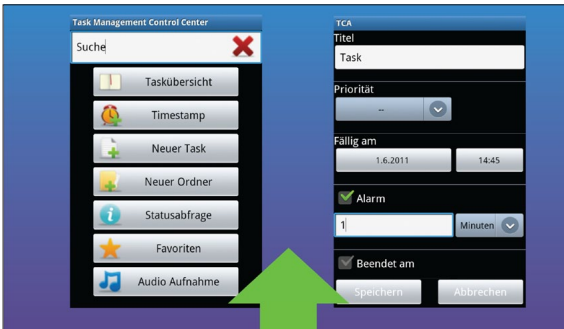 Task Management Control Center
Suche
Taskübersicht
Timestamp
Neuer Task
Neuer Ordner
Statusabfrage
Favoriten
Audio Aufnahme
TCA
Titel
Task
Priorität
--
Fällig am
1.6.2011 14:45
Alarm
1 Minuten
Beendet am
Speichern Abbrechen